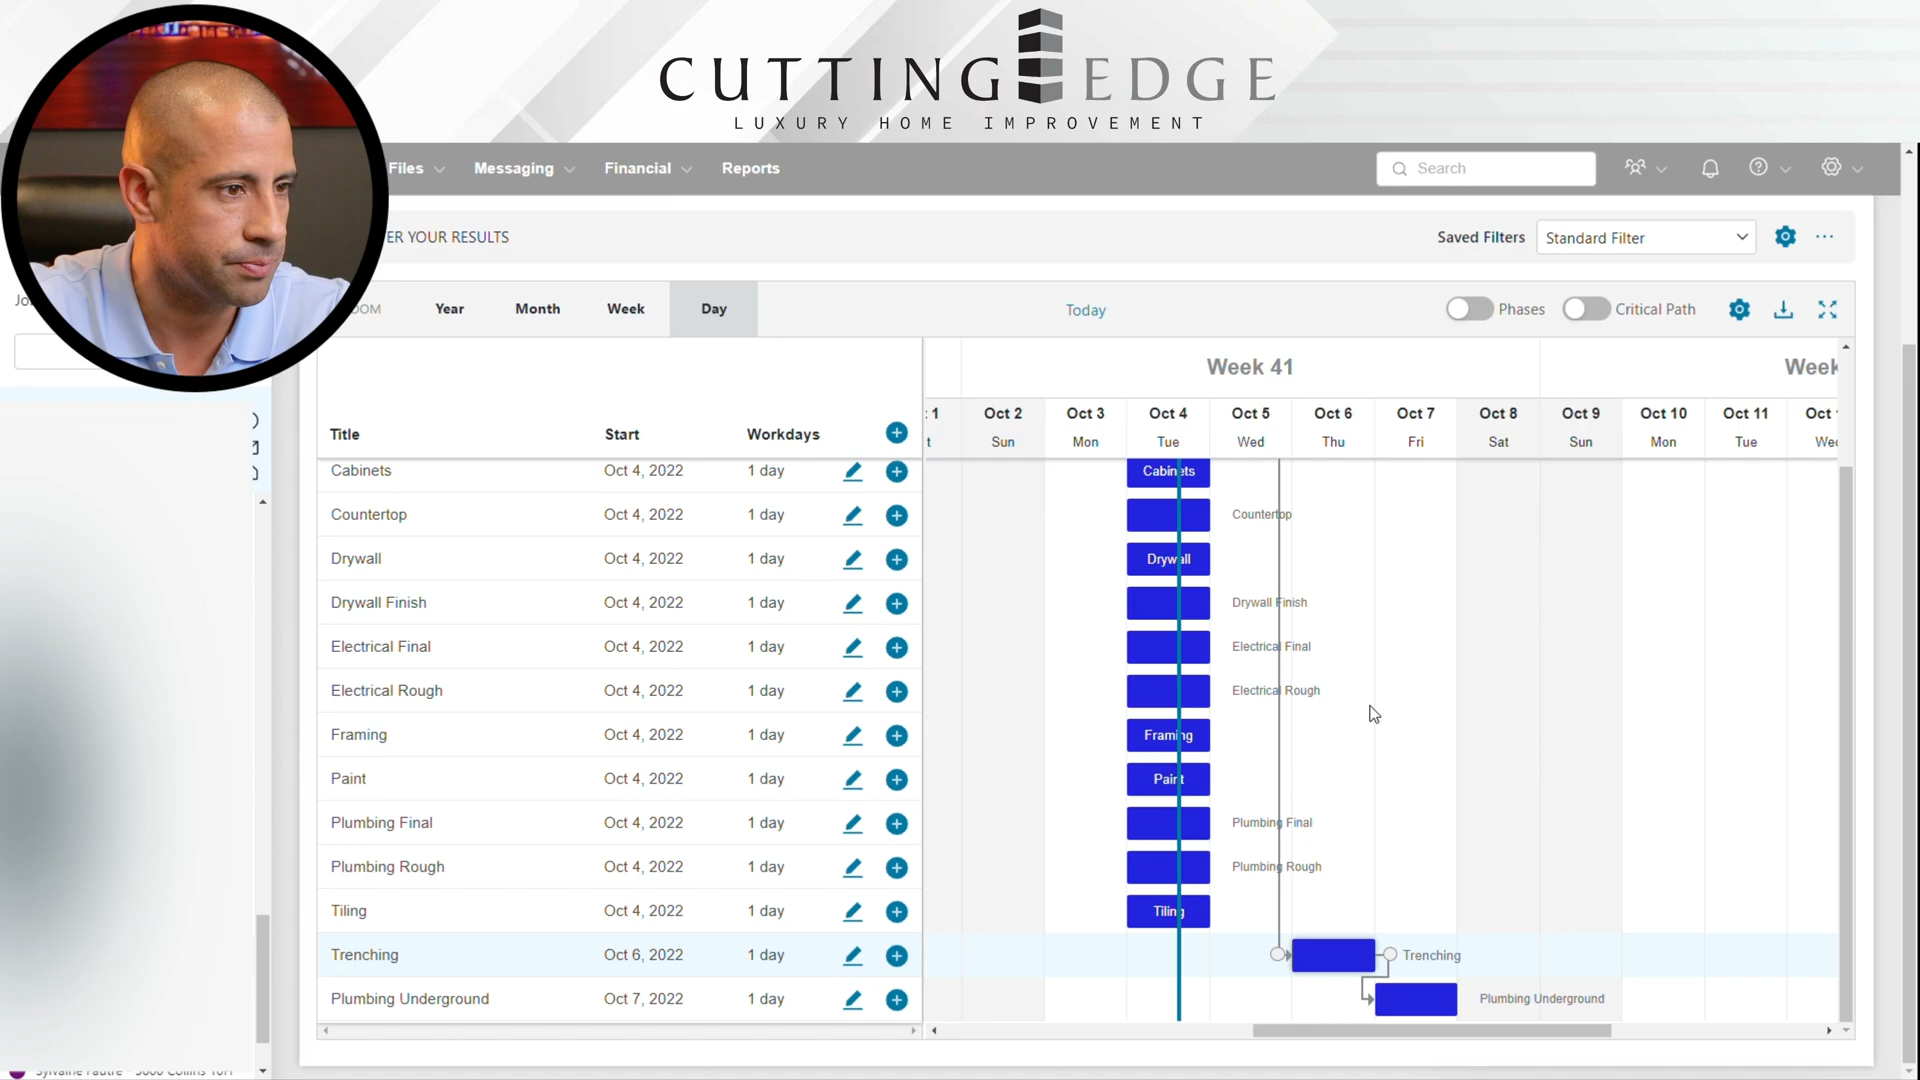 CUTTING EDGE
LUXURY HOME IMPROVEMENT
Files
Messaging
Financial
Reports
Search
ER YOUR RESULTS
Saved Filters
Standard Filter
OOM
Year
Month
Week
Day
Today
Phases
Critical Path
Week 41
Week
Title
Start
Workdays
Oct 2
Oct 3
Oct 4
Oct 5
Oct 6
Oct 7
Oct 8
Oct 9
Oct 10
Oct 11
Oct
Sun
Mon
Tue
Wed
Thu
Fri
Sat
Sun
Mon
Tue
Wed
Cabinets Oct 4, 2022 1 day Cabinets
Countertop Oct 4, 2022 1 day Countertop
Drywall Oct 4, 2022 1 day Drywall
Drywall Finish Oct 4, 2022 1 day Drywall Finish
Electrical Final Oct 4, 2022 1 day Electrical Final
Electrical Rough Oct 4, 2022 1 day Electrical Rough
Framing Oct 4, 2022 1 day Framing
Paint Oct 4, 2022 1 day Paint
Plumbing Final Oct 4, 2022 1 day Plumbing Final
Plumbing Rough Oct 4, 2022 1 day Plumbing Rough
Tiling Oct 4, 2022 1 day Tiling
Trenching Oct 6, 2022 1 day Trenching
Plumbing Underground Oct 7, 2022 1 day Plumbing Underground